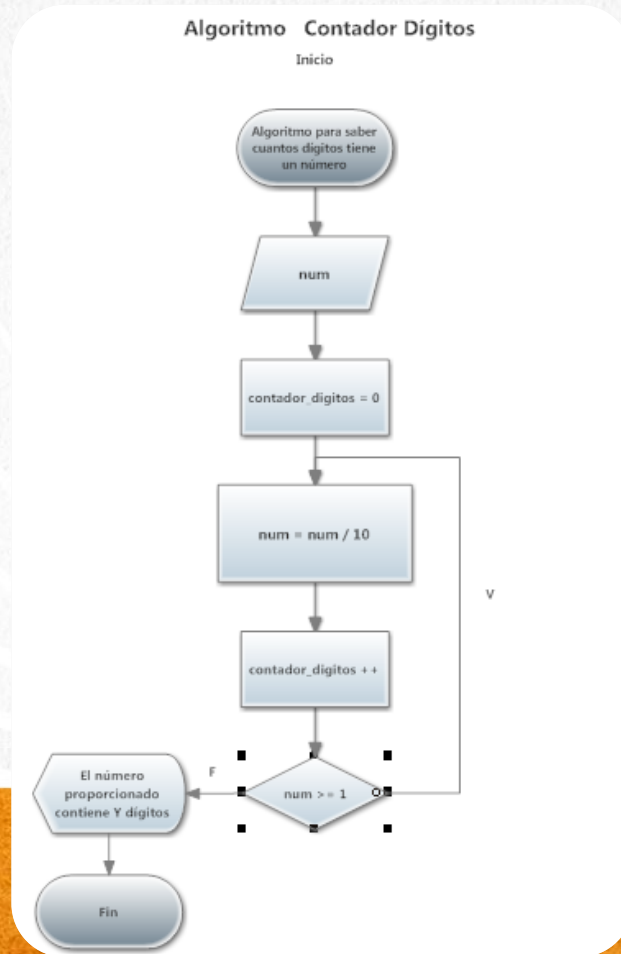 Algoritmo Contador Dígitos
Inicio
Algoritmo para saber
cuantos digitos tiene
un número
num
contador_digitos = 0
num = num / 10
V
contador_digitos ++
num >= 1
F
El número
proporcionado
contiene Y dígitos
Fin